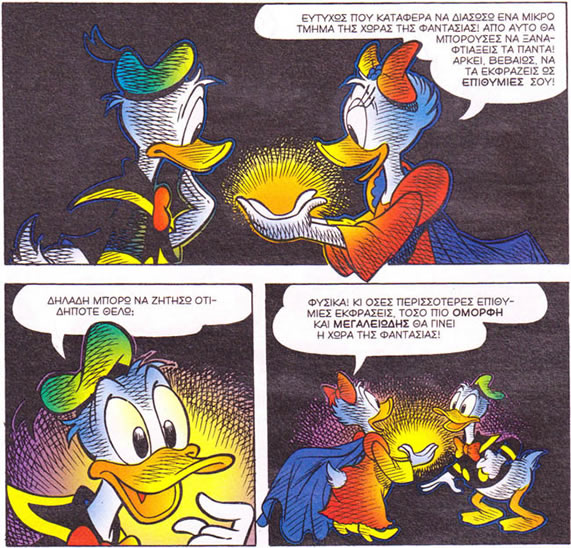 ΕΥΤΥΧΩΣ ΠΟΥ ΚΑΤΑΦΕΡΑ ΝΑ ΔΙΑΣΩΣΩ ΕΝΑ ΜΙΚΡΟ
ΤΜΗΜΑ ΤΗΣ ΧΩΡΑΣ ΤΗΣ ΦΑΝΤΑΣΙΑΣ! ΑΠΟ ΑΥΤΟ ΘΑ
ΜΠΟΡΟΥΣΕΣ ΝΑ ΞΑΝΑ-
ΦΤΙΑΞΕΙΣ ΤΑ ΠΑΝΤΑ!
ΑΡΚΕΙ, ΒΕΒΑΙΩΣ, ΝΑ
ΤΑ ΕΚΦΡΑΖΕΙΣ ΩΣ
ΕΠΙΘΥΜΙΕΣ ΣΟΥ!
ΔΗΛΑΔΗ ΜΠΟΡΩ ΝΑ ΖΗΤΗΣΩ ΟΤΙ-
ΔΗΠΟΤΕ ΘΕΛΩ;
ΦΥΣΙΚΑ! ΚΙ ΟΣΕΣ ΠΕΡΙΣΣΟΤΕΡΕΣ ΕΠΙΘΥ-
ΜΙΕΣ ΕΚΦΡΑΣΕΙΣ, ΤΟΣΟ ΠΙΟ ΟΜΟΡΦΗ
ΚΑΙ ΜΕΓΑΛΕΙΩΔΗΣ ΘΑ ΓΙΝΕΙ
Η ΧΩΡΑ ΤΗΣ ΦΑΝΤΑΣΙΑΣ!